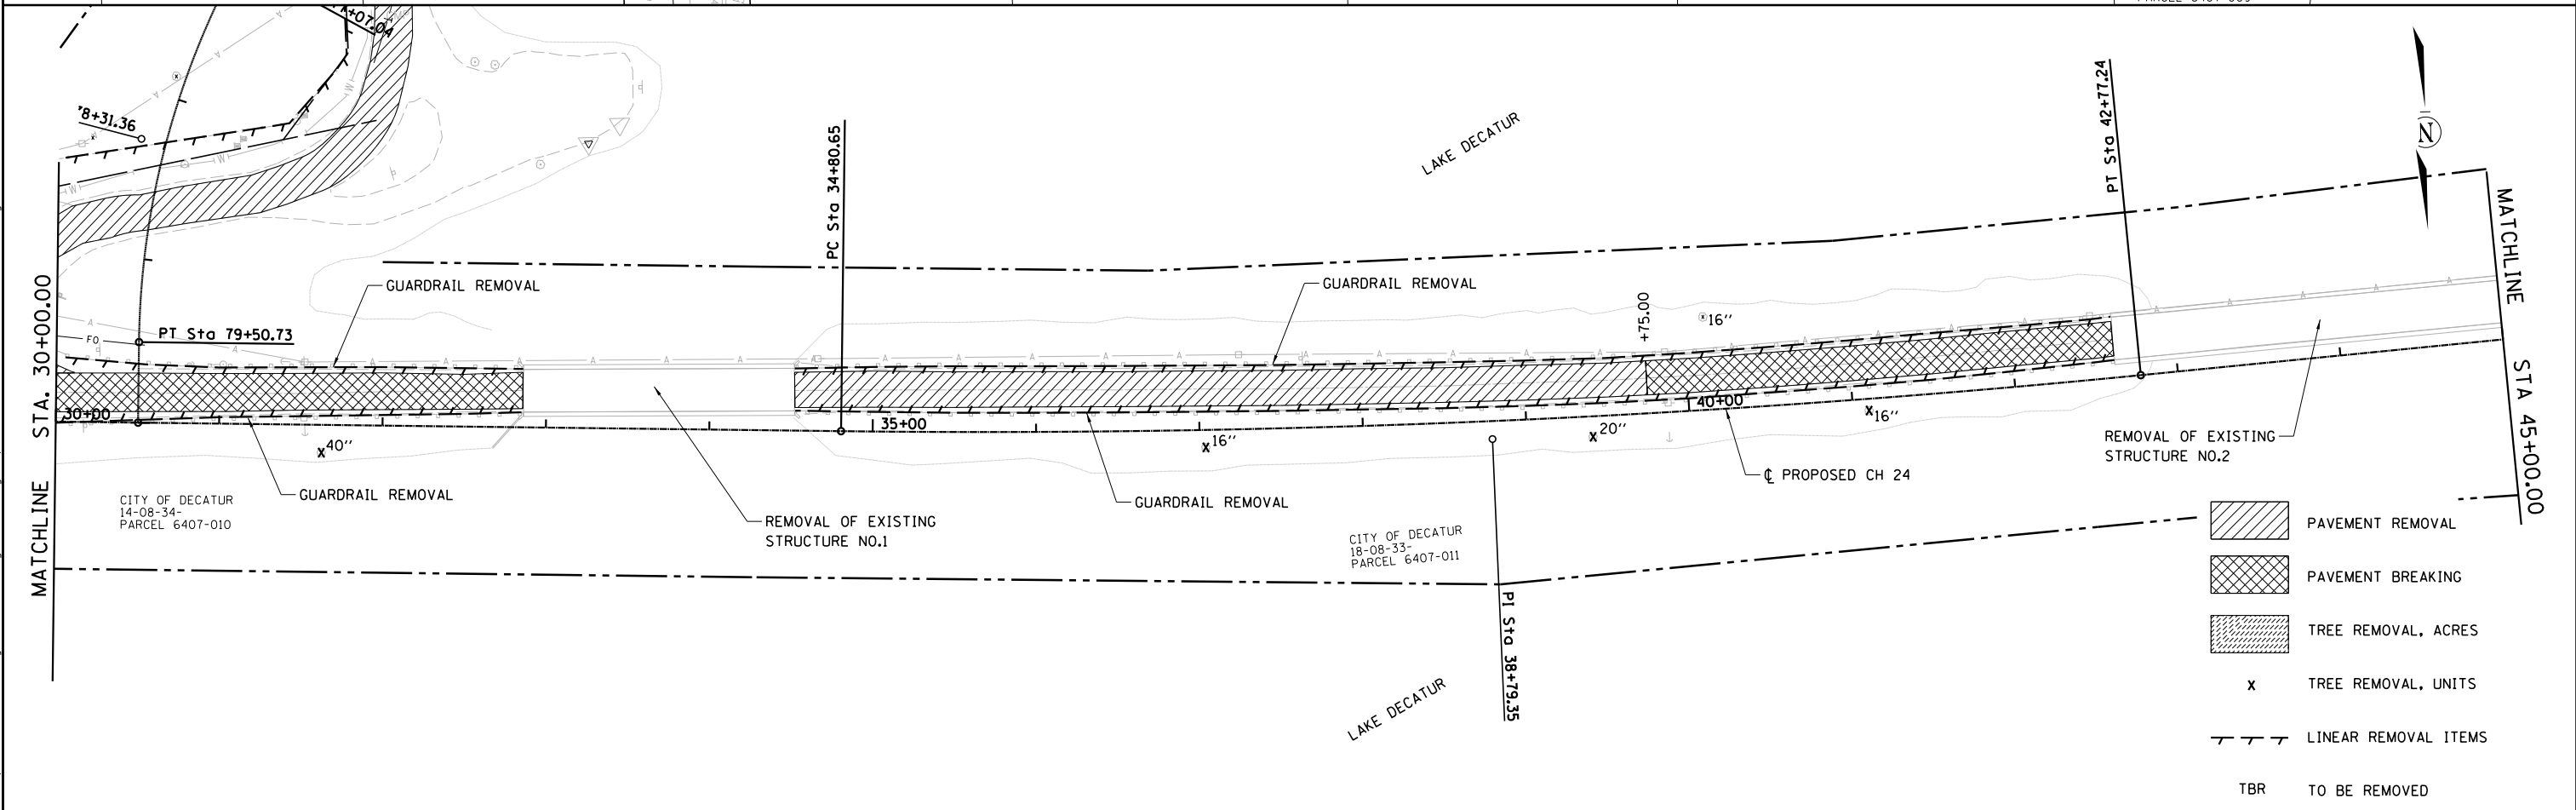 8+31.36
PC Sta 34+80.65
LAKE DECATUR
PT Sta 42+77.24
N
MATCHLINE STA. 30+00.00
GUARDRAIL REMOVAL
GUARDRAIL REMOVAL
+75.00
16''
MATCHLINE STA 45+00.00
PT Sta 79+50.73
FO
A
W
30+00
35+00
40+00
x 40''
x 16''
x 20''
x 16''
GUARDRAIL REMOVAL
GUARDRAIL REMOVAL
℄ PROPOSED CH 24
REMOVAL OF EXISTING
STRUCTURE NO.2
CITY OF DECATUR
14-08-34-
PARCEL 6407-010
REMOVAL OF EXISTING
STRUCTURE NO.1
CITY OF DECATUR
18-08-33-
PARCEL 6407-011
PI Sta 38+79.35
LAKE DECATUR
PAVEMENT REMOVAL
PAVEMENT BREAKING
TREE REMOVAL, ACRES
x TREE REMOVAL, UNITS
LINEAR REMOVAL ITEMS
TBR TO BE REMOVED